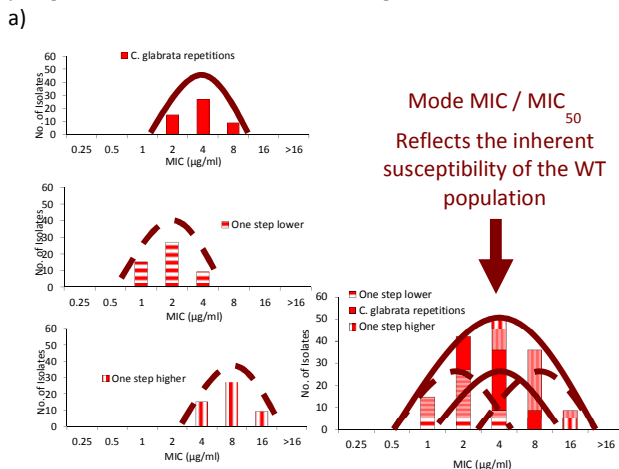 a)
60
50
40
30
20
10
0
No. of Isolates
C. glabrata repetitions
0.25 0.5 1 2 4 8 16 >16
MIC (µg/ml)
60
50
40
30
20
10
0
No. of Isolates
One step lower
0.25 0.5 1 2 4 8 16 >16
MIC (µg/ml)
60
50
40
30
20
10
0
No. of Isolates
One step higher
0.25 0.5 1 2 4 8 16 >16
MIC (µg/ml)
Mode MIC / MIC50
Reflects the inherent
susceptibility of the WT
population
One step lower
C. glabrata repetitions
One step higher
60
50
40
30
20
10
0
No. of Isolates
0.25 0.5 1 2 4 8 16 >16
MIC (µg/ml)